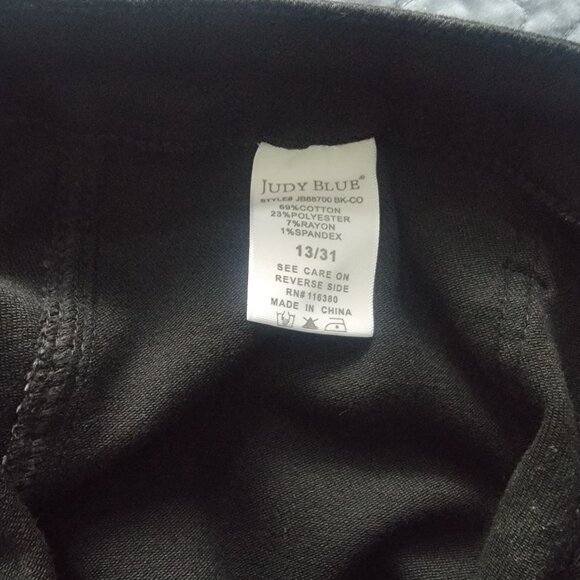 JUDY BLUE®
STYLE# JB88700 BK-CO
69%COTTON
23%POLYESTER
7%RAYON
1%SPANDEX
13/31
SEE CARE ON
REVERSE SIDE
RN# 116380
MADE IN CHINA